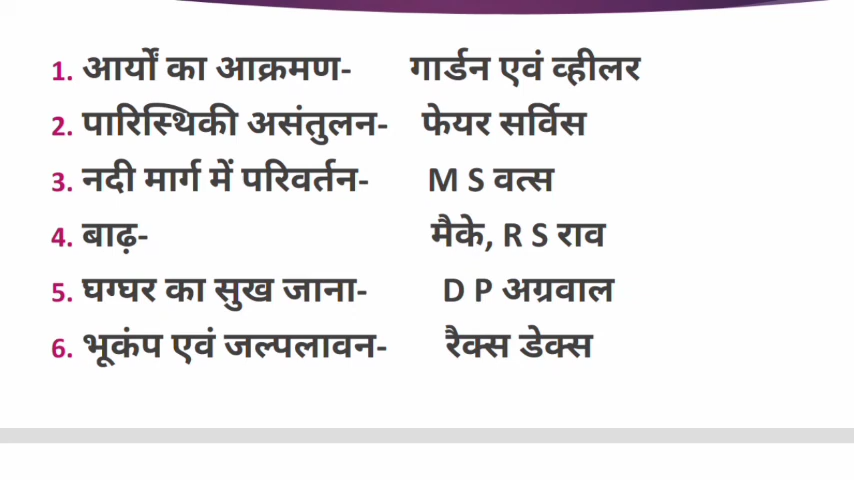 1. आर्यों का आक्रमण- गार्डन एवं व्हीलर
2. पारिस्थिकी असंतुलन- फेयर सर्विस
3. नदी मार्ग में परिवर्तन- M S वत्स
4. बाढ़- मैके, R S राव
5. घग्घर का सुख जाना- D P अग्रवाल
6. भूकंप एवं जल्पलावन- रैक्स डेक्स